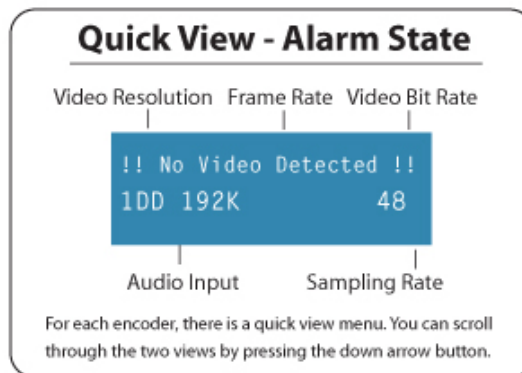 Quick View - Alarm State
Video Resolution Frame Rate Video Bit Rate
!! No Video Detected !!
1DD 192K 48
Audio Input Sampling Rate
For each encoder, there is a quick view menu. You can scroll
through the two views by pressing the down arrow button.